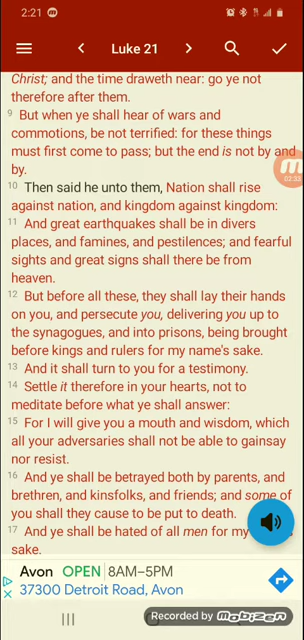 2:21
Luke 21
Christ; and the time draweth near: go ye not
therefore after them.
9 But when ye shall hear of wars and
commotions, be not terrified: for these things
must first come to pass; but the end is not by and
by.
02:33
10 Then said he unto them, Nation shall rise
against nation, and kingdom against kingdom:
11 And great earthquakes shall be in divers
places, and famines, and pestilences; and fearful
sights and great signs shall there be from
heaven.
12 But before all these, they shall lay their hands
on you, and persecute you, delivering you up to
the synagogues, and into prisons, being brought
before kings and rulers for my name's sake.
13 And it shall turn to you for a testimony.
14 Settle it therefore in your hearts, not to
meditate before what ye shall answer:
15 For I will give you a mouth and wisdom, which
all your adversaries shall not be able to gainsay
nor resist.
16 And ye shall be betrayed both by parents, and
brethren, and kinsfolks, and friends; and some of
you shall they cause to be put to death.
17 And ye shall be hated of all men for my
sake.
Avon OPEN 8AM–5PM
37300 Detroit Road, Avon
Recorded by Mobizen